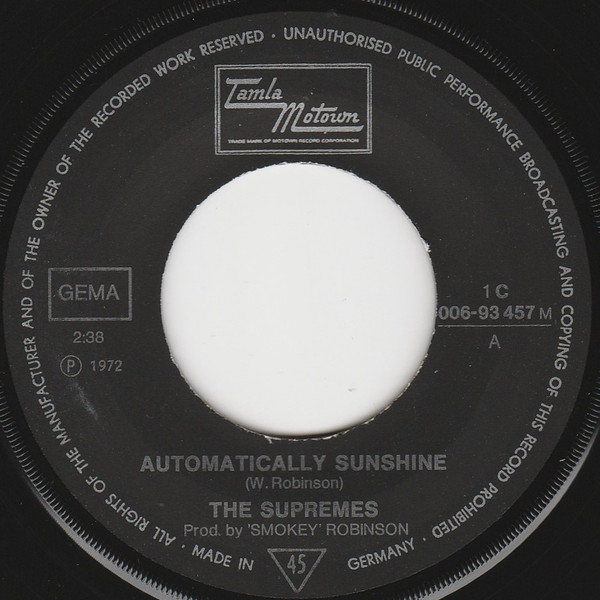 ALL RIGHTS OF THE MANUFACTURER AND OF THE OWNER OF THE RECORDED WORK RESERVED · UNAUTHORISED PUBLIC PERFORMANCE BROADCASTING AND COPYING OF THIS RECORD PROHIBITED
Tamla
Motown
TRADE MARK OF MOTOWN RECORD CORPORATION
GEMA
2:38
Ⓟ 1972
1 C
006-93 457 M
A
AUTOMATICALLY SUNSHINE
(W. Robinson)
THE SUPREMES
Prod. by 'SMOKEY' ROBINSON
· MADE IN 45 GERMANY ·